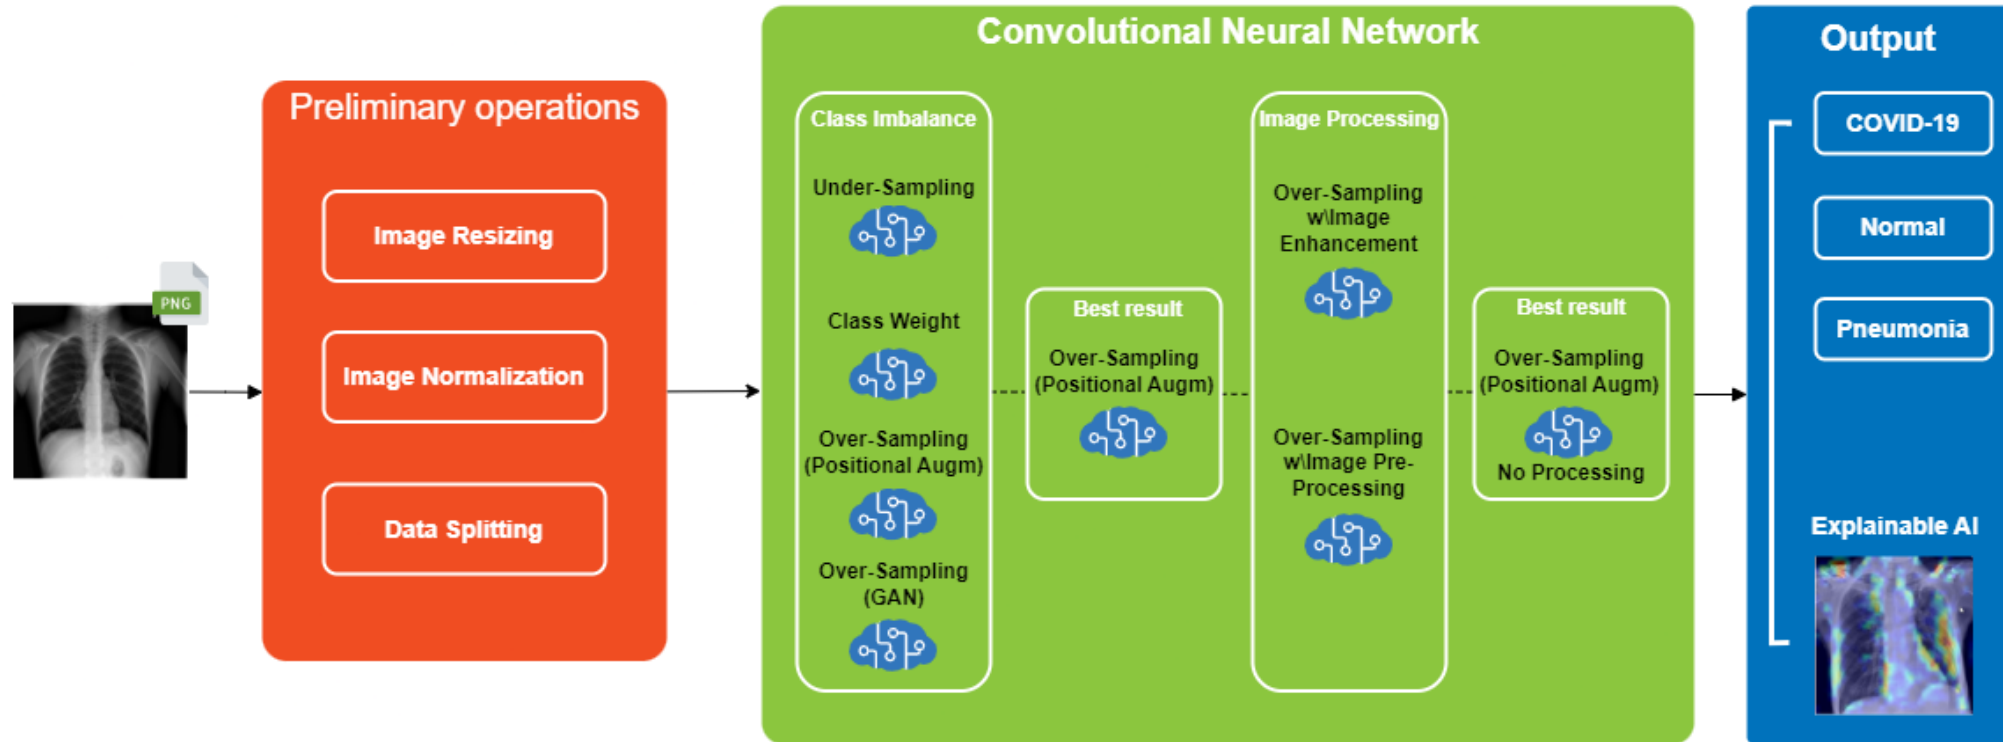 PNG
Preliminary operations
Image Resizing
Image Normalization
Data Splitting
Convolutional Neural Network
Class Imbalance
Under-Sampling
Class Weight
Over-Sampling
(Positional Augm)
Over-Sampling
(GAN)
Best result
Over-Sampling
(Positional Augm)
Image Processing
Over-Sampling
w\Image
Enhancement
Over-Sampling
w\Image Pre-
Processing
Best result
Over-Sampling
(Positional Augm)
No Processing
Output
COVID-19
Normal
Pneumonia
Explainable AI